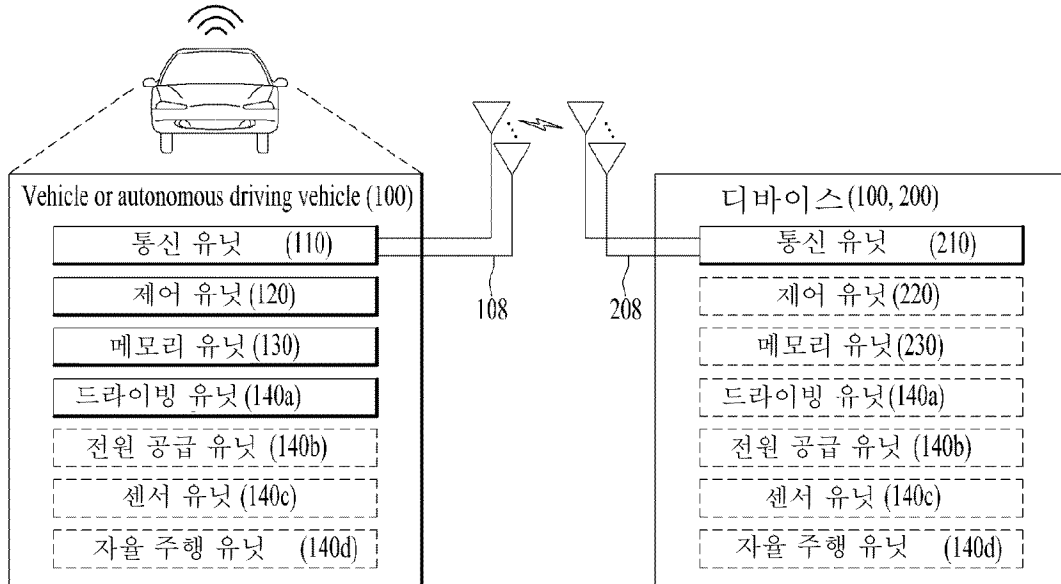 Vehicle or autonomous driving vehicle (100)
통신 유닛 (110)
제어 유닛 (120)
메모리 유닛 (130)
드라이빙 유닛 (140a)
전원 공급 유닛 (140b)
센서 유닛 (140c)
자율 주행 유닛 (140d)
108
208
디바이스 (100, 200)
통신 유닛 (210)
제어 유닛 (220)
메모리 유닛 (230)
드라이빙 유닛 (140a)
전원 공급 유닛 (140b)
센서 유닛 (140c)
자율 주행 유닛 (140d)